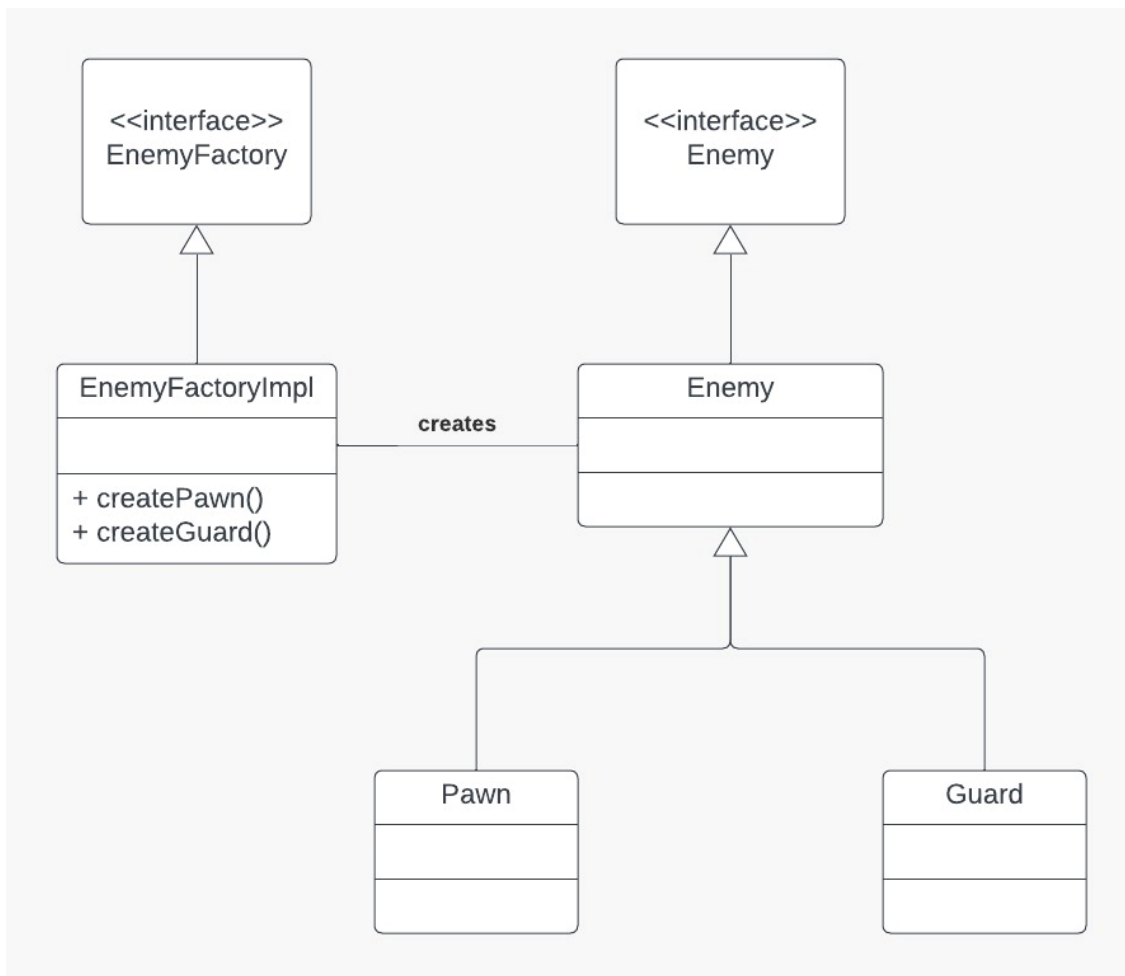 <<interface>>
EnemyFactory
<<interface>>
Enemy
EnemyFactoryImpl
+ createPawn()
+ createGuard()
creates
Enemy
Pawn
Guard